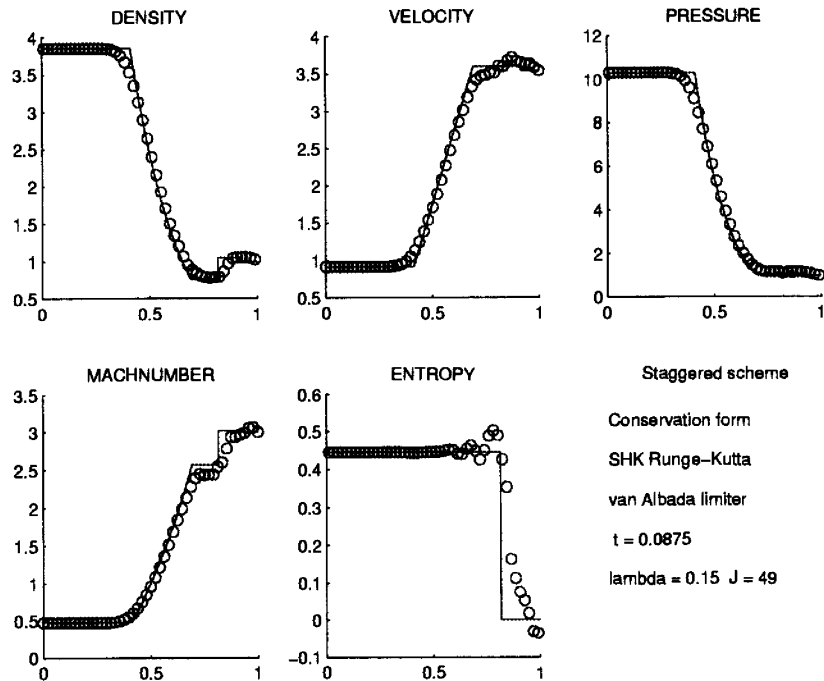 DENSITY
4
3.5
3
2.5
2
1.5
1
0.5
0 0.5 1
VELOCITY
4
3.5
3
2.5
2
1.5
1
0.5
0 0.5 1
PRESSURE
12
10
8
6
4
2
0
0 0.5 1
MACHNUMBER
3.5
3
2.5
2
1.5
1
0.5
0
0 0.5 1
ENTROPY
0.6
0.5
0.4
0.3
0.2
0.1
0
−0.1
0 0.5 1
Staggered scheme
Conservation form
SHK Runge−Kutta
van Albada limiter
t = 0.0875
lambda = 0.15 J = 49